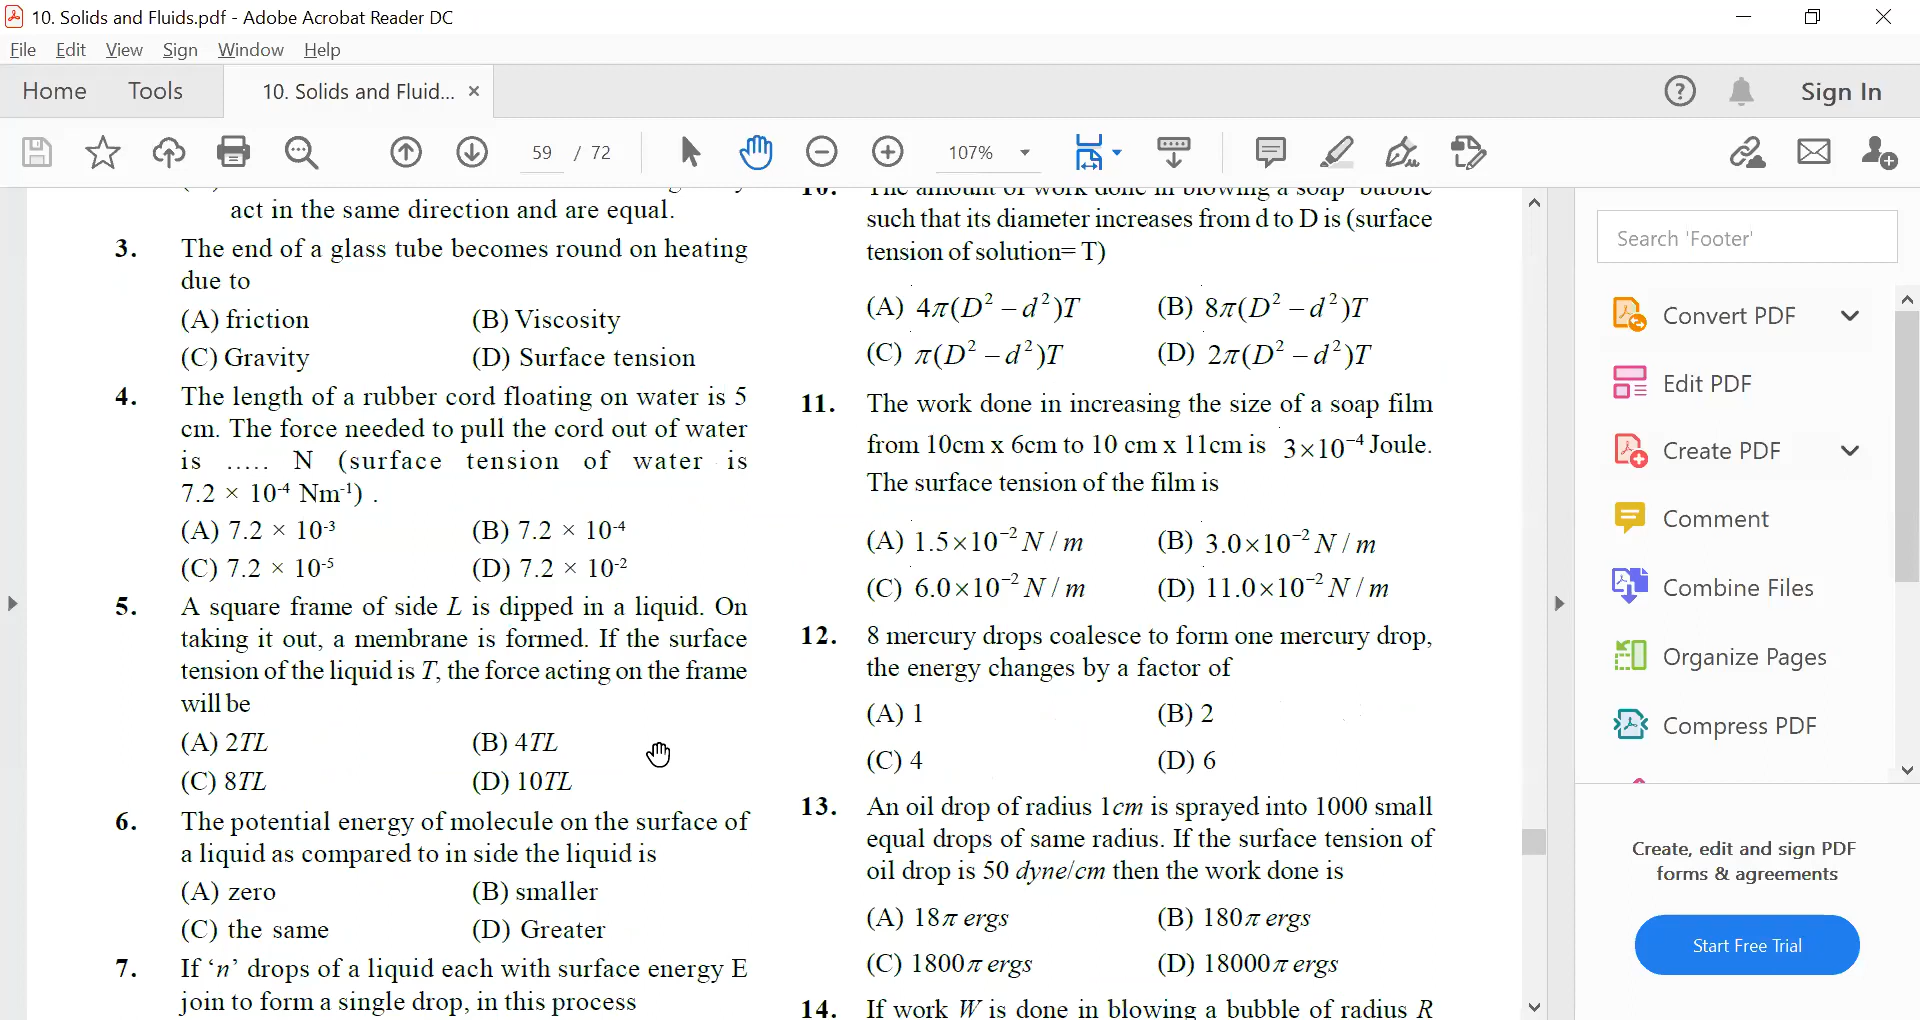 10. Solids and Fluids.pdf - Adobe Acrobat Reader DC
File Edit View Sign Window Help
Home Tools 10. Solids and Fluid... × Sign In
59 / 72 107%
act in the same direction and are equal.
3. The end of a glass tube becomes round on heating
due to
(A) friction (B) Viscosity
(C) Gravity (D) Surface tension
4. The length of a rubber cord floating on water is 5
cm. The force needed to pull the cord out of water
is ..... N (surface tension of water is
7.2 × 10⁻⁴ Nm⁻¹) .
(A) 7.2 × 10⁻³ (B) 7.2 × 10⁻⁴
(C) 7.2 × 10⁻⁵ (D) 7.2 × 10⁻²
5. A square frame of side L is dipped in a liquid. On
taking it out, a membrane is formed. If the surface
tension of the liquid is T, the force acting on the frame
will be
(A) 2TL (B) 4TL
(C) 8TL (D) 10TL
6. The potential energy of molecule on the surface of
a liquid as compared to in side the liquid is
(A) zero (B) smaller
(C) the same (D) Greater
7. If ‘n’ drops of a liquid each with surface energy E
join to form a single drop, in this process
10. The amount of work done in blowing a soap bubble
such that its diameter increases from d to D is (surface
tension of solution= T)
(A) 4π(D² – d²)T (B) 8π(D² – d²)T
(C) π(D² – d²)T (D) 2π(D² – d²)T
11. The work done in increasing the size of a soap film
from 10cm x 6cm to 10 cm x 11cm is 3×10⁻⁴ Joule.
The surface tension of the film is
(A) 1.5×10⁻² N / m (B) 3.0×10⁻² N / m
(C) 6.0×10⁻² N / m (D) 11.0×10⁻² N / m
12. 8 mercury drops coalesce to form one mercury drop,
the energy changes by a factor of
(A) 1 (B) 2
(C) 4 (D) 6
13. An oil drop of radius 1cm is sprayed into 1000 small
equal drops of same radius. If the surface tension of
oil drop is 50 dyne/cm then the work done is
(A) 18π ergs (B) 180π ergs
(C) 1800π ergs (D) 18000π ergs
14. If work W is done in blowing a bubble of radius R
Search 'Footer'
Convert PDF
Edit PDF
Create PDF
Comment
Combine Files
Organize Pages
Compress PDF
Create, edit and sign PDF
forms & agreements
Start Free Trial